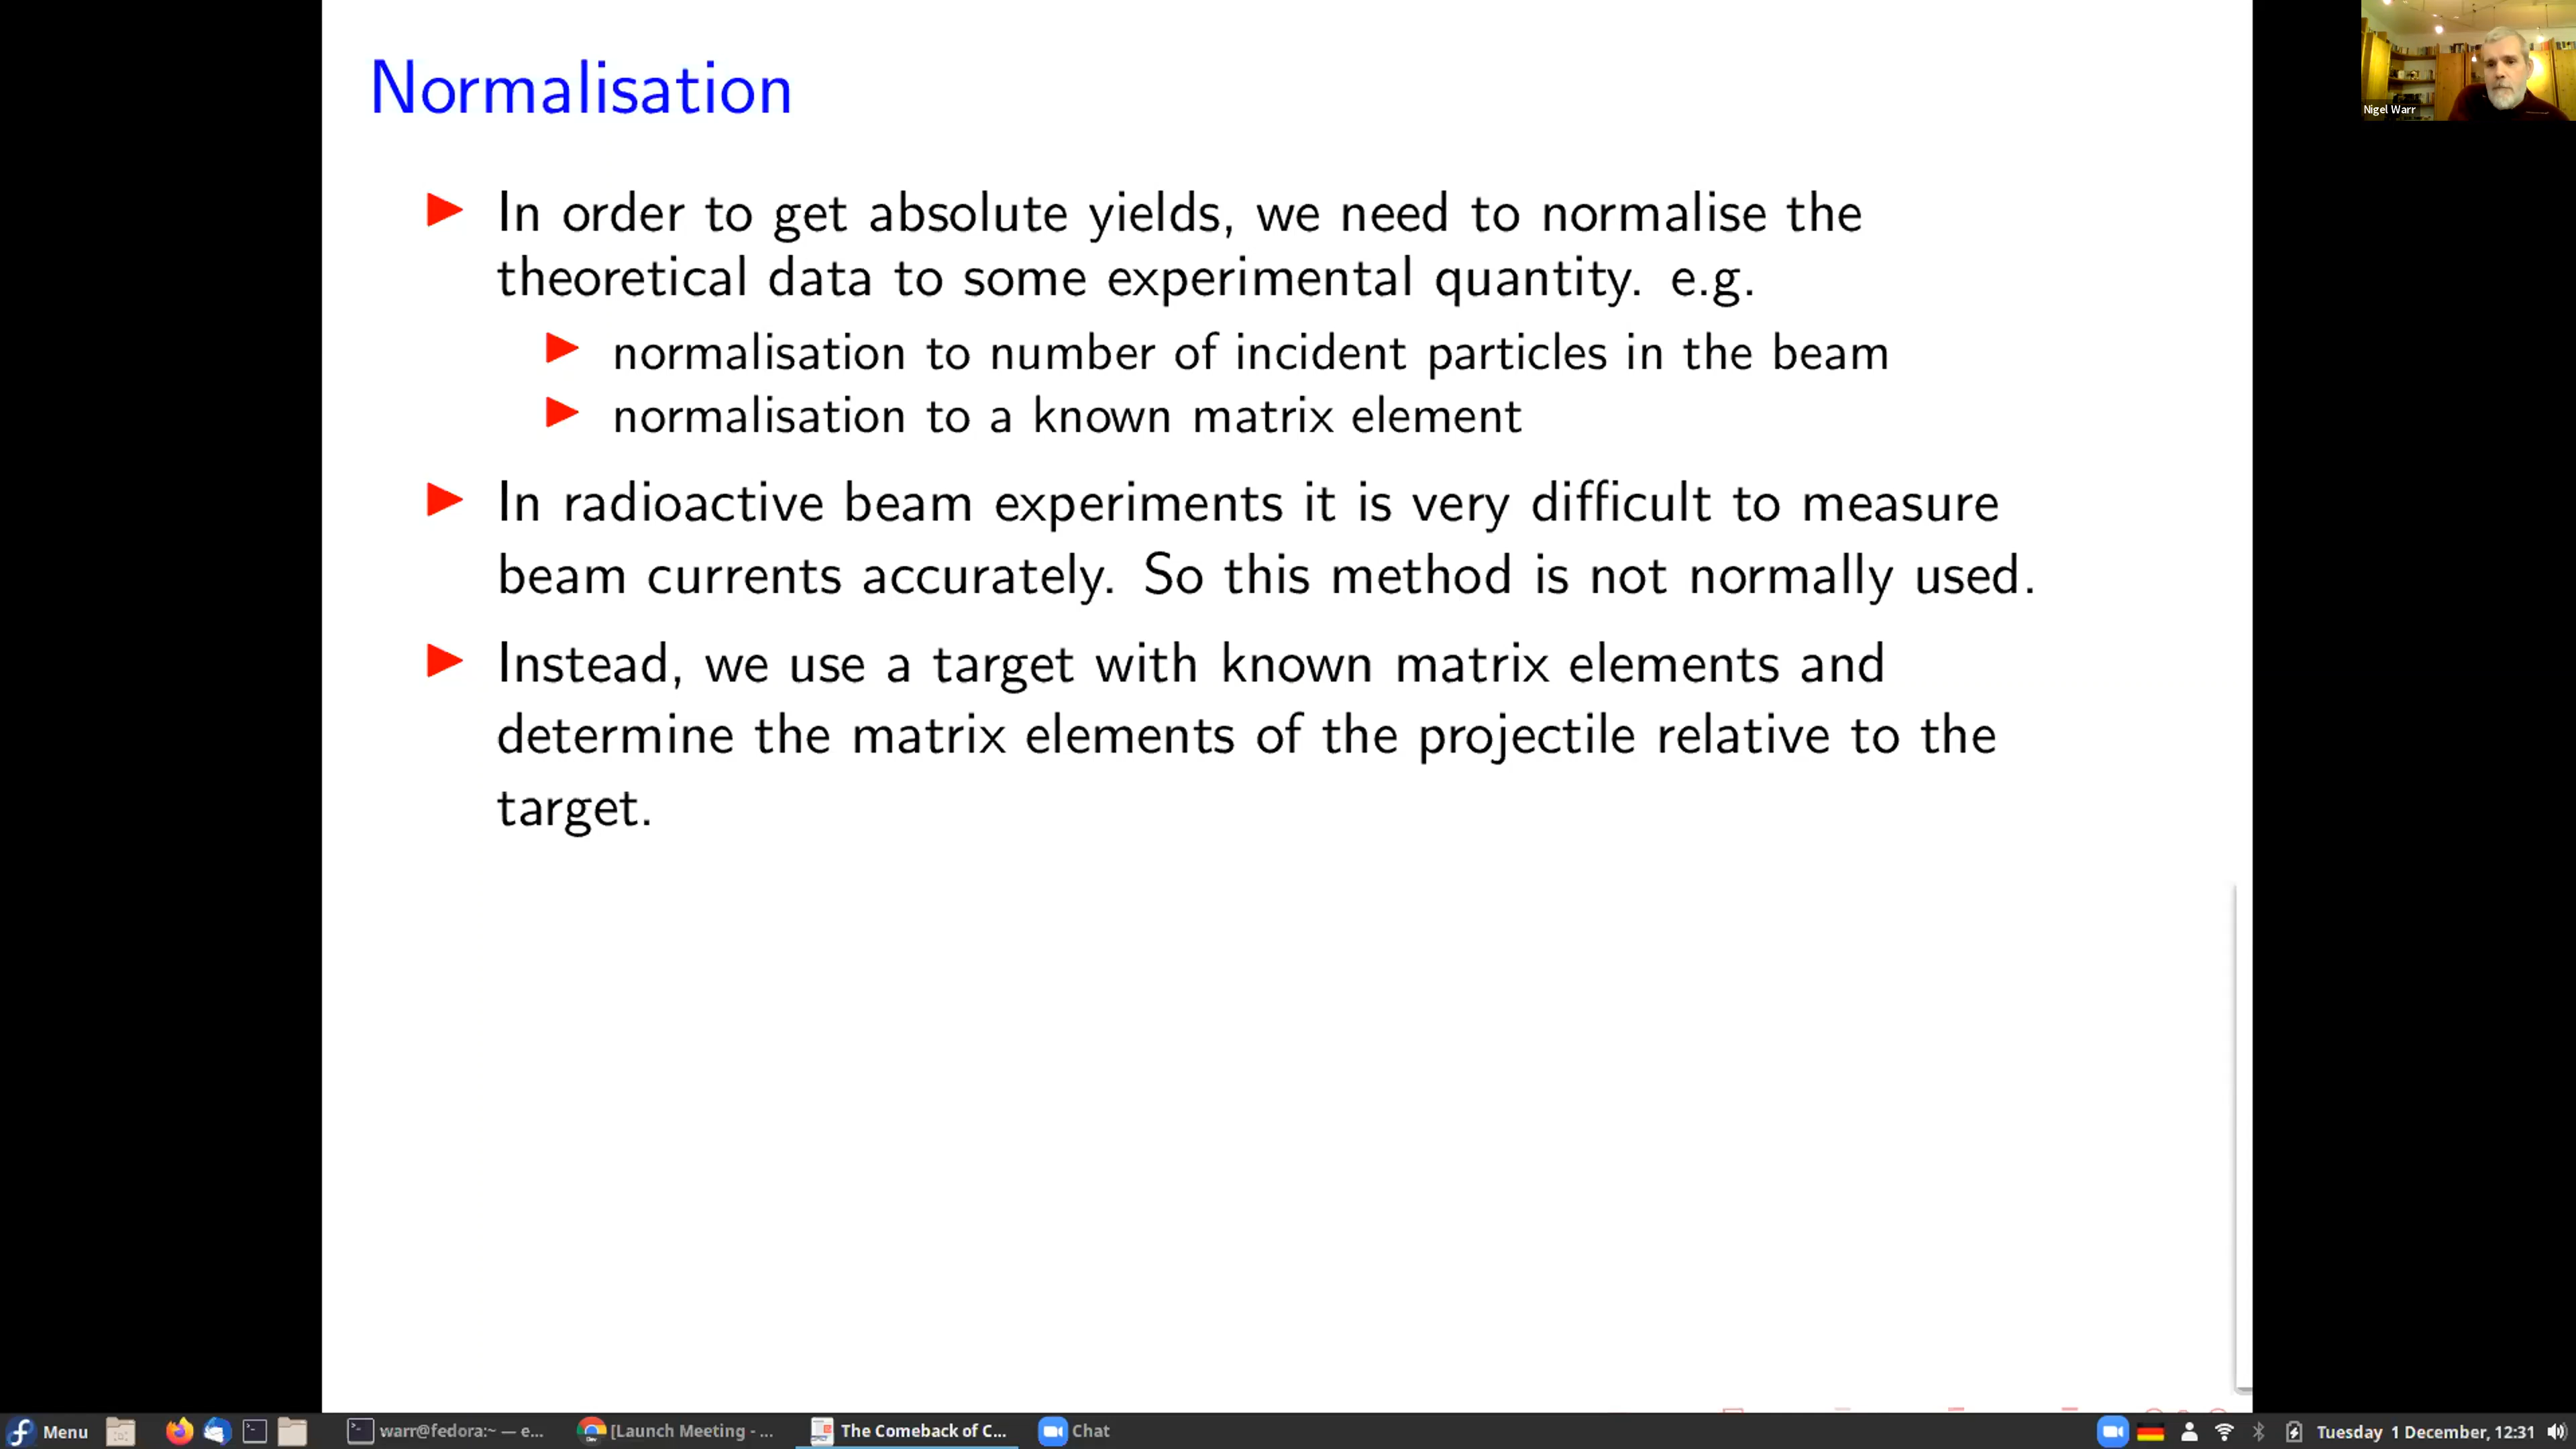 Normalisation
Nigel Warr
In order to get absolute yields, we need to normalise the
theoretical data to some experimental quantity. e.g.
normalisation to number of incident particles in the beam
normalisation to a known matrix element
In radioactive beam experiments it is very difficult to measure
beam currents accurately. So this method is not normally used.
Instead, we use a target with known matrix elements and
determine the matrix elements of the projectile relative to the
target.
Menu
warr@fedora:~ — e...
[Launch Meeting - ...
The Comeback of C...
Chat
Tuesday 1 December, 12:31